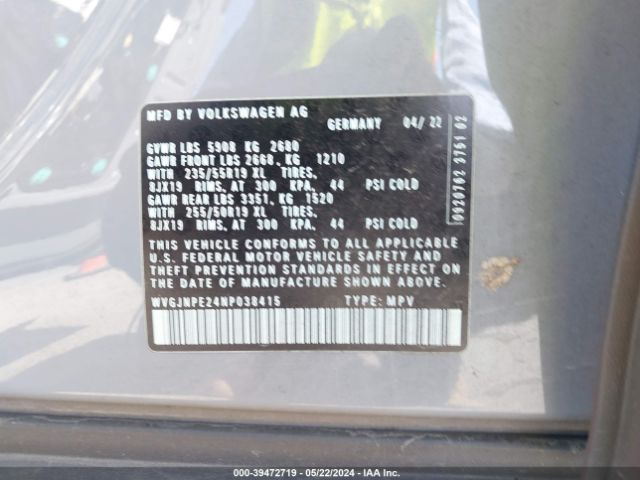 MFD BY VOLKSWAGEN AG
GERMANY 04/ 22
GVWR LBS 5908 KG 2680
GAWR FRONT LBS 2668, KG 1210
WITH 235/55R19 XL TIRES.
8JX19 RIMS, AT 300 KPA, 44 PSI COLD
GAWR REAR LBS 3351, KG 1520
WITH 255/50R19 XL TIRES.
8JX19 RIMS, AT 300 KPA, 44 PSI COLD
THIS VEHICLE CONFORMS TO ALL APPLICABLE
U.S. FEDERAL MOTOR VEHICLE SAFETY AND
THEFT PREVENTION STANDARDS IN EFFECT ON
THE DATE OF MANUFACTURE SHOWN ABOVE.
WVGJNPE24NP038415 TYPE: MPV
000-39472719 - 05/22/2024 - IAA Inc.